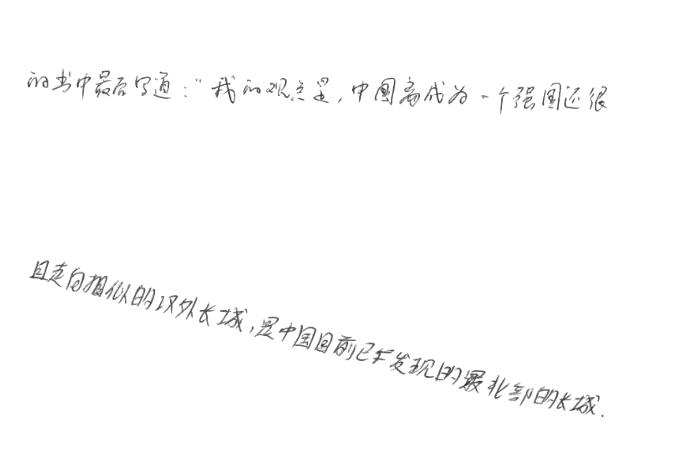 的书中最后写道："我的观点是，中国离成为一个强国还很
且走向相似的汉外长城，是中国目前已经发现的最北部的长城.